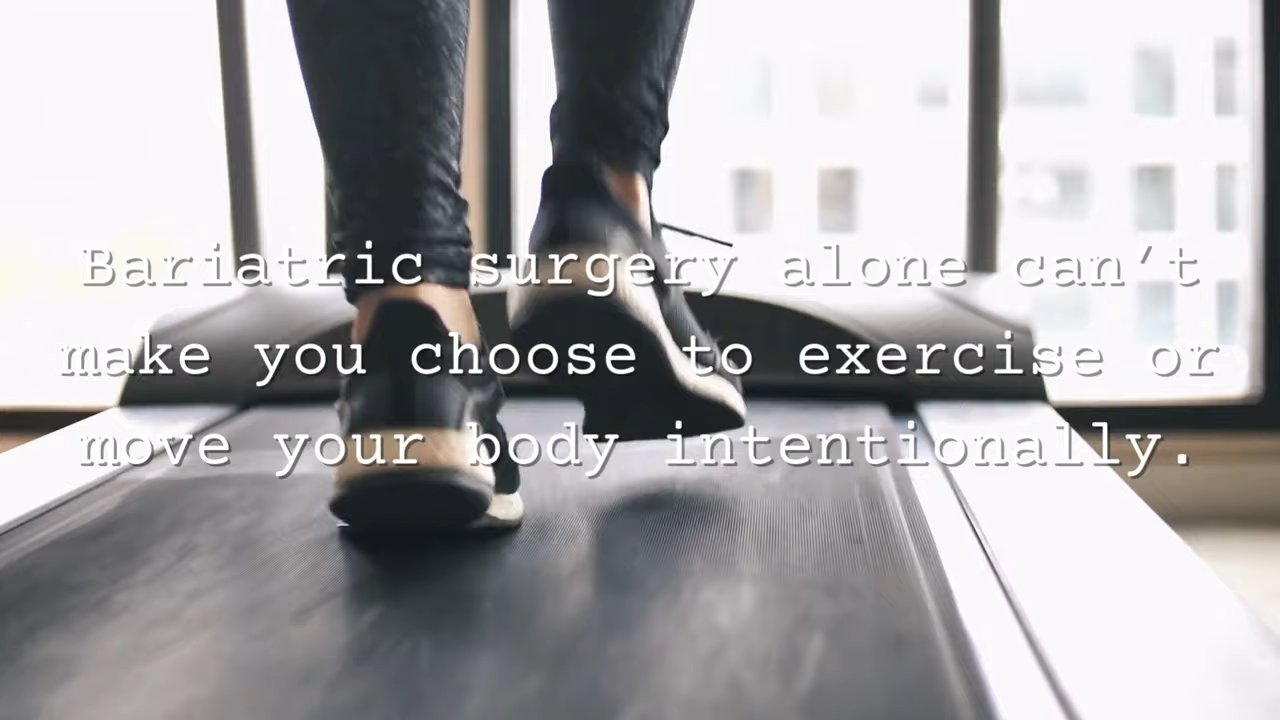 Bariatric surgery alone can’t
make you choose to exercise or
move your body intentionally.